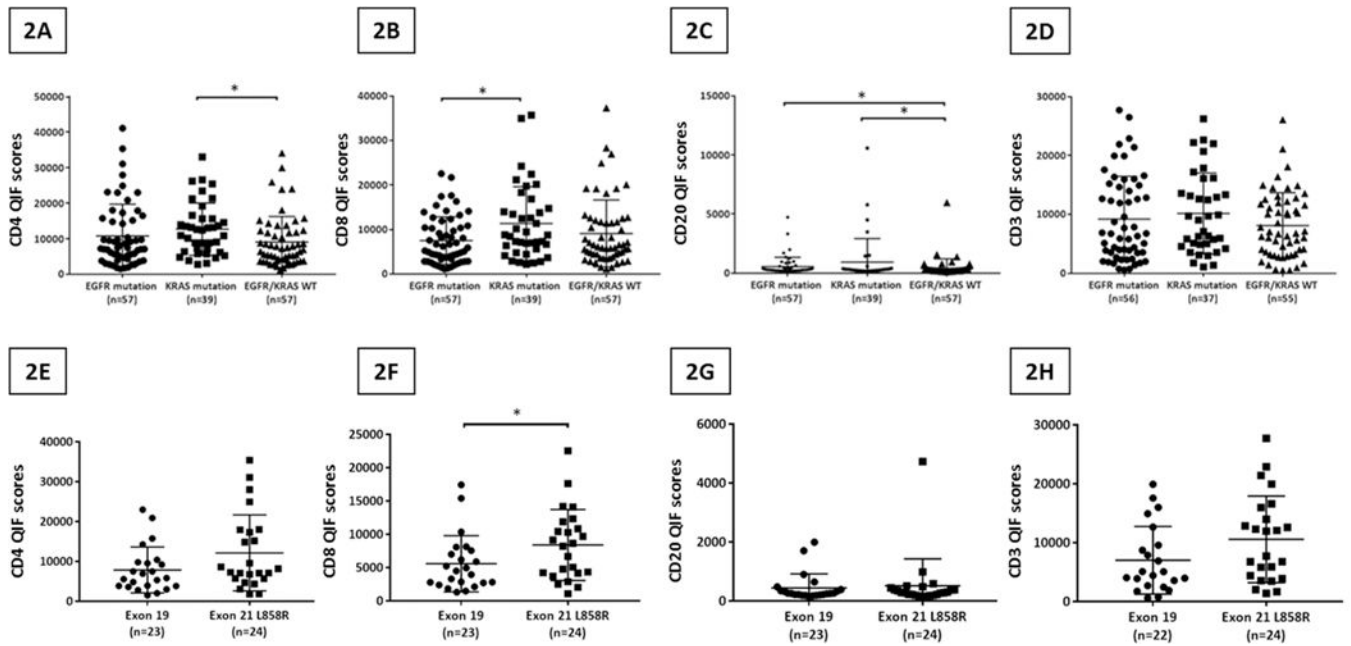 2A
CD4 QIF scores
50000
40000
30000
20000
10000
0
*
EGFR mutation KRAS mutation EGFR/KRAS WT
(n=57) (n=39) (n=57)
2B
CD8 QIF scores
40000
30000
20000
10000
0
*
EGFR mutation KRAS mutation EGFR/KRAS WT
(n=57) (n=39) (n=57)
2C
CD20 QIF scores
15000
10000
5000
0
*
*
EGFR mutation KRAS mutation EGFR/KRAS WT
(n=57) (n=39) (n=57)
2D
CD3 QIF scores
30000
20000
10000
0
EGFR mutation KRAS mutation EGFR/KRAS WT
(n=56) (n=37) (n=55)
2E
CD4 QIF scores
40000
30000
20000
10000
0
Exon 19 Exon 21 L858R
(n=23) (n=24)
2F
CD8 QIF scores
25000
20000
15000
10000
5000
0
*
Exon 19 Exon 21 L858R
(n=23) (n=24)
2G
CD20 QIF scores
6000
4000
2000
0
Exon 19 Exon 21 L858R
(n=23) (n=24)
2H
CD3 QIF scores
30000
20000
10000
0
Exon 19 Exon 21 L858R
(n=22) (n=24)